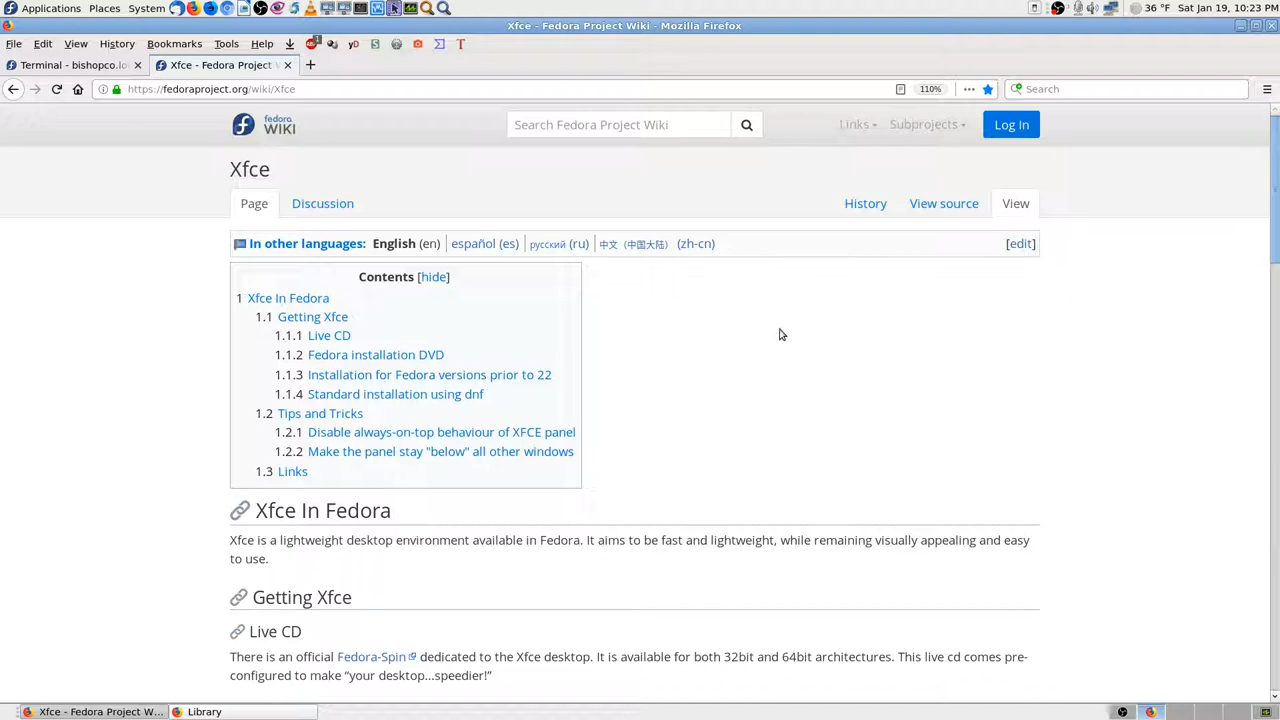 Applications Places System 36 °F Sat Jan 19, 10:23 PM
Xfce - Fedora Project Wiki - Mozilla Firefox
File Edit View History Bookmarks Tools Help 1 yD S T
Terminal - bishopco.lo × Xfce - Fedora Project W × +
https://fedoraproject.org/wiki/Xfce 110% Search
fedora
WIKI
Search Fedora Project Wiki Links Subprojects Log In
Xfce
Page Discussion History View source View
In other languages: English (en) español (es) русский (ru) 中文(中国大陆) (zh-cn) [edit]
Contents [hide]
1 Xfce In Fedora
1.1 Getting Xfce
1.1.1 Live CD
1.1.2 Fedora installation DVD
1.1.3 Installation for Fedora versions prior to 22
1.1.4 Standard installation using dnf
1.2 Tips and Tricks
1.2.1 Disable always-on-top behaviour of XFCE panel
1.2.2 Make the panel stay "below" all other windows
1.3 Links
Xfce In Fedora
Xfce is a lightweight desktop environment available in Fedora. It aims to be fast and lightweight, while remaining visually appealing and easy
to use.
Getting Xfce
Live CD
There is an official Fedora-Spin dedicated to the Xfce desktop. It is available for both 32bit and 64bit architectures. This live cd comes pre-
configured to make “your desktop...speedier!”
Xfce - Fedora Project W... Library